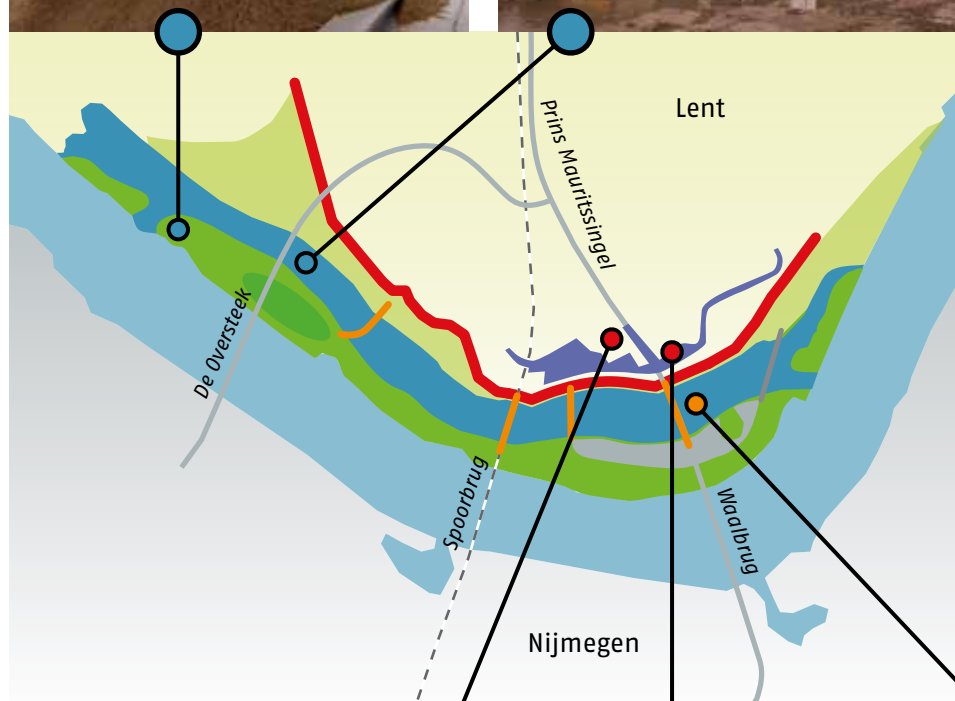 Lent
Prins Mauritssingel
De Oversteek
Spoorbrug
Waalbrug
Nijmegen